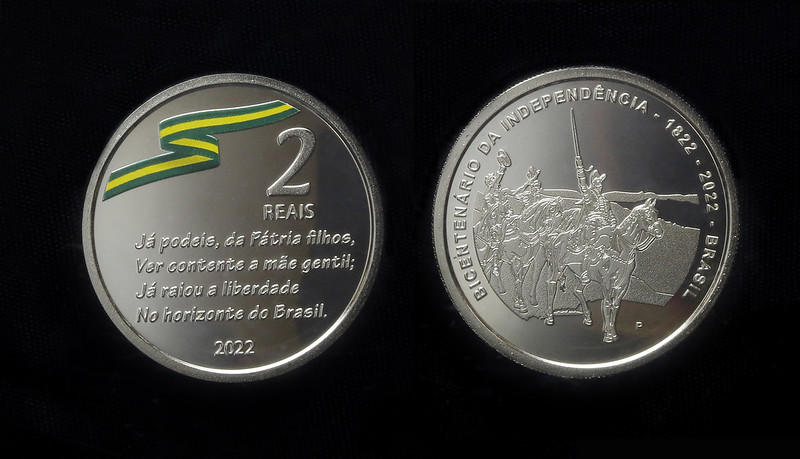 2
REAIS
Já podeis, da Pátria filhos,
Ver contente a mãe gentil;
Já raiou a liberdade
No horizonte do Brasil.
2022
BICENTENÁRIO DA INDEPENDÊNCIA - 1822 - 2022 - BRASIL
P